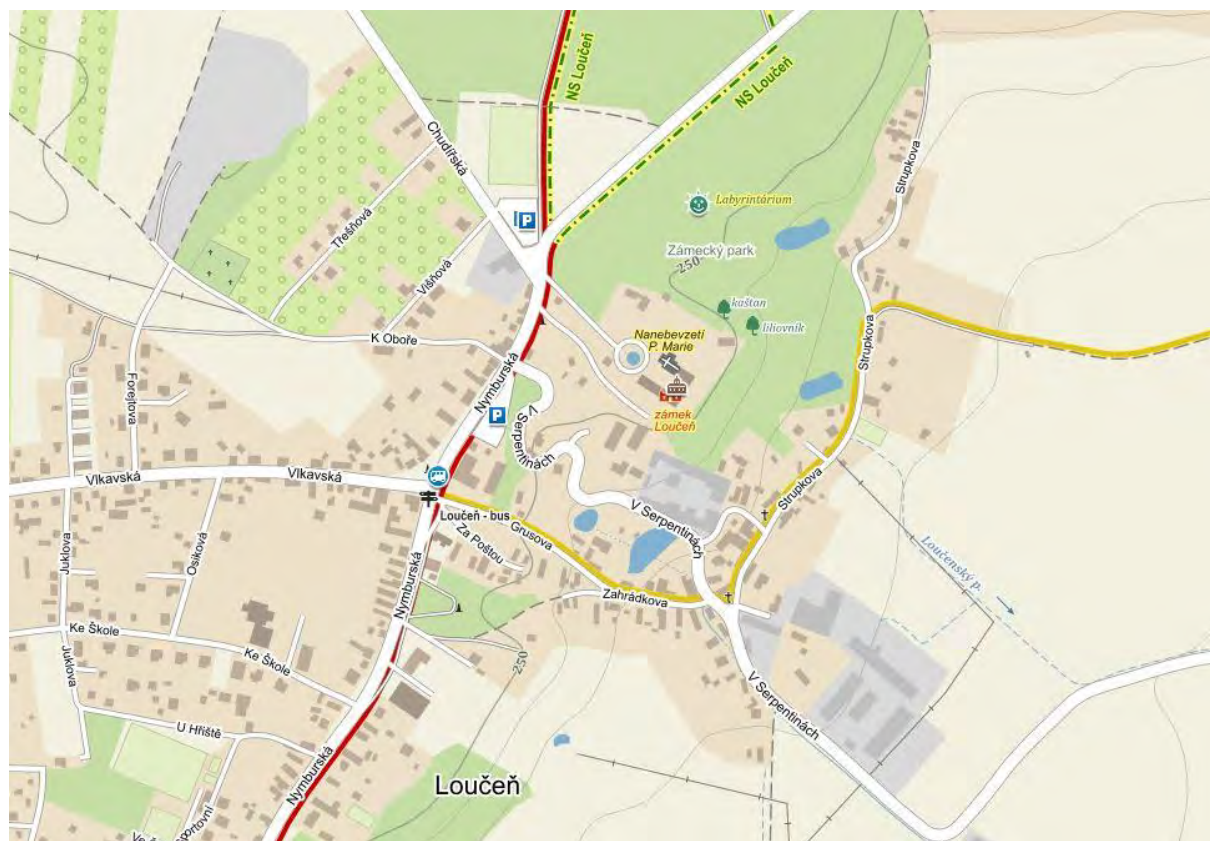 NS Loučeň
NS Loučeň
Chudířská
Strupkova
Třešňová
Labyrintárium
Zámecký park
250
Višňová
kaštan
liliovník
K Oboře
Nanebevzetí
P. Marie
Strupkova
Forejtova
Nymburská
P
P
V Serpentinách
zámek
Loučeň
Vlkavská
Vlkavská
Strupkova
Loučeň - bus
Grusova
V Serpentinách
Za Poštou
Juklova
Osiková
Nymburská
Loučenský p.
Zahrádkova
Ke Škole
Ke Škole
250
Juklova
V Serpentinách
U Hřiště
Nymburská
Loučeň